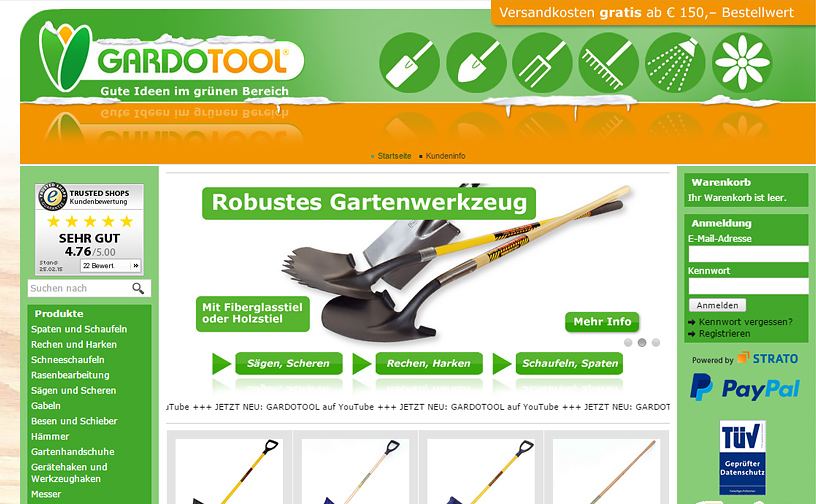 Versandkosten gratis ab € 150,– Bestellwert
GARDOTOOL®
Gute Ideen im grünen Bereich
Startseite Kundeninfo
TRUSTED SHOPS
Kundenbewertung
SEHR GUT
4.76/5.00
Stand
25.02.15
22 Bewert.
Suchen nach
Produkte
Spaten und Schaufeln
Rechen und Harken
Schneeschaufeln
Rasenbearbeitung
Sägen und Scheren
Gabeln
Besen und Schieber
Hämmer
Gartenhandschuhe
Gerätehaken und
Werkzeughaken
Messer
Robustes Gartenwerkzeug
Mit Fiberglasstiel
oder Holzstiel
Mehr Info
Sägen, Scheren
Rechen, Harken
Schaufeln, Spaten
uTube +++ JETZT NEU: GARDOTOOL auf YouTube +++ JETZT NEU: GARDOTOOL auf YouTube +++ JETZT NEU: GARDOT
Warenkorb
Ihr Warenkorb ist leer.
Anmeldung
E-Mail-Adresse
Kennwort
Anmelden
Kennwort vergessen?
Registrieren
Powered by STRATO
PayPal
TÜV
Geprüfter
Datenschutz